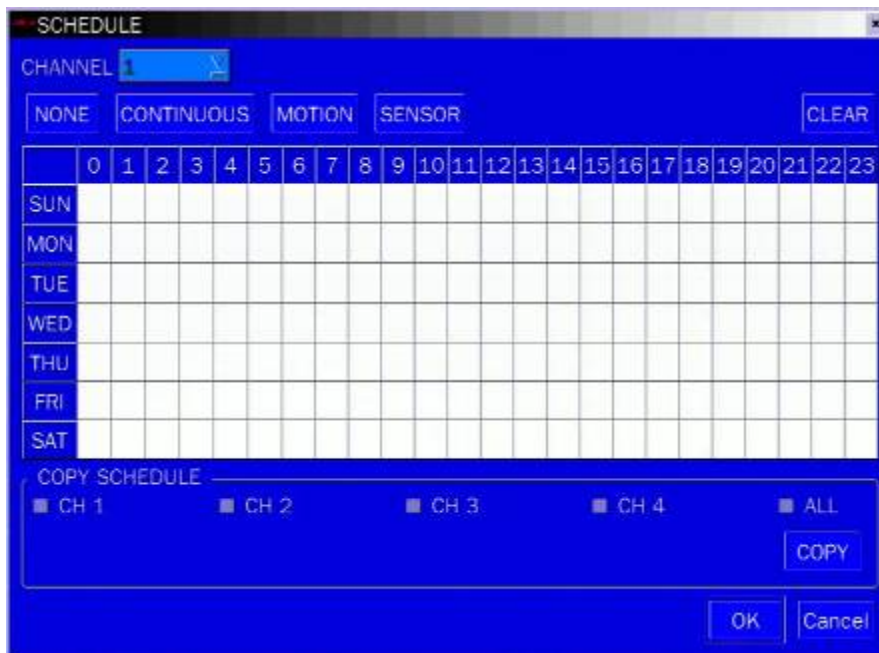 SCHEDULE
CHANNEL 1
NONE CONTINUOUS MOTION SENSOR CLEAR
0 1 2 3 4 5 6 7 8 9 10 11 12 13 14 15 16 17 18 19 20 21 22 23
SUN
MON
TUE
WED
THU
FRI
SAT
COPY SCHEDULE
CH 1 CH 2 CH 3 CH 4 ALL
COPY
OK Cancel